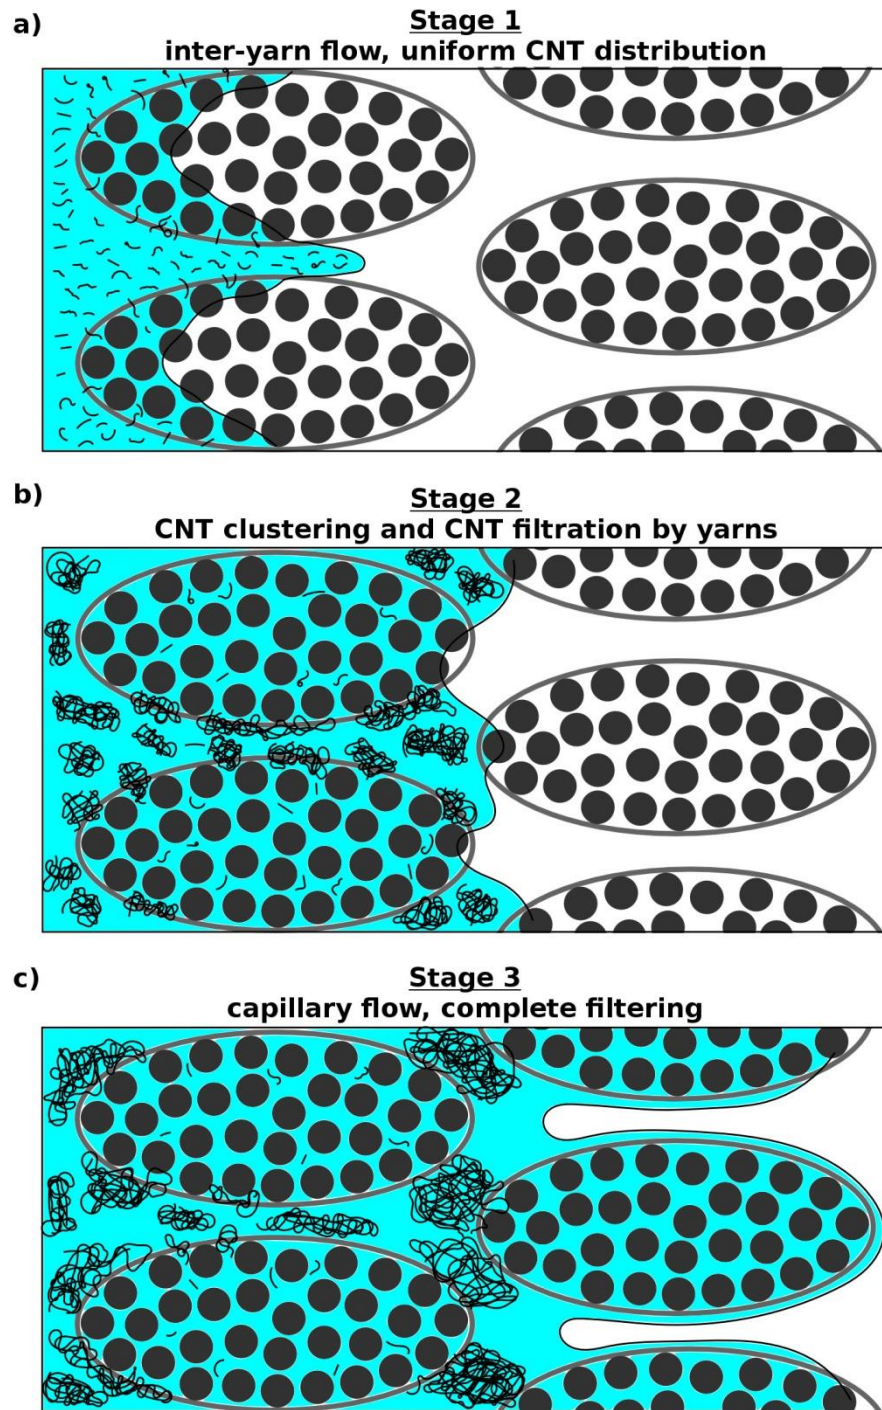 a)
Stage 1
inter-yarn flow, uniform CNT distribution
b)
Stage 2
CNT clustering and CNT filtration by yarns
c)
Stage 3
capillary flow, complete filtering